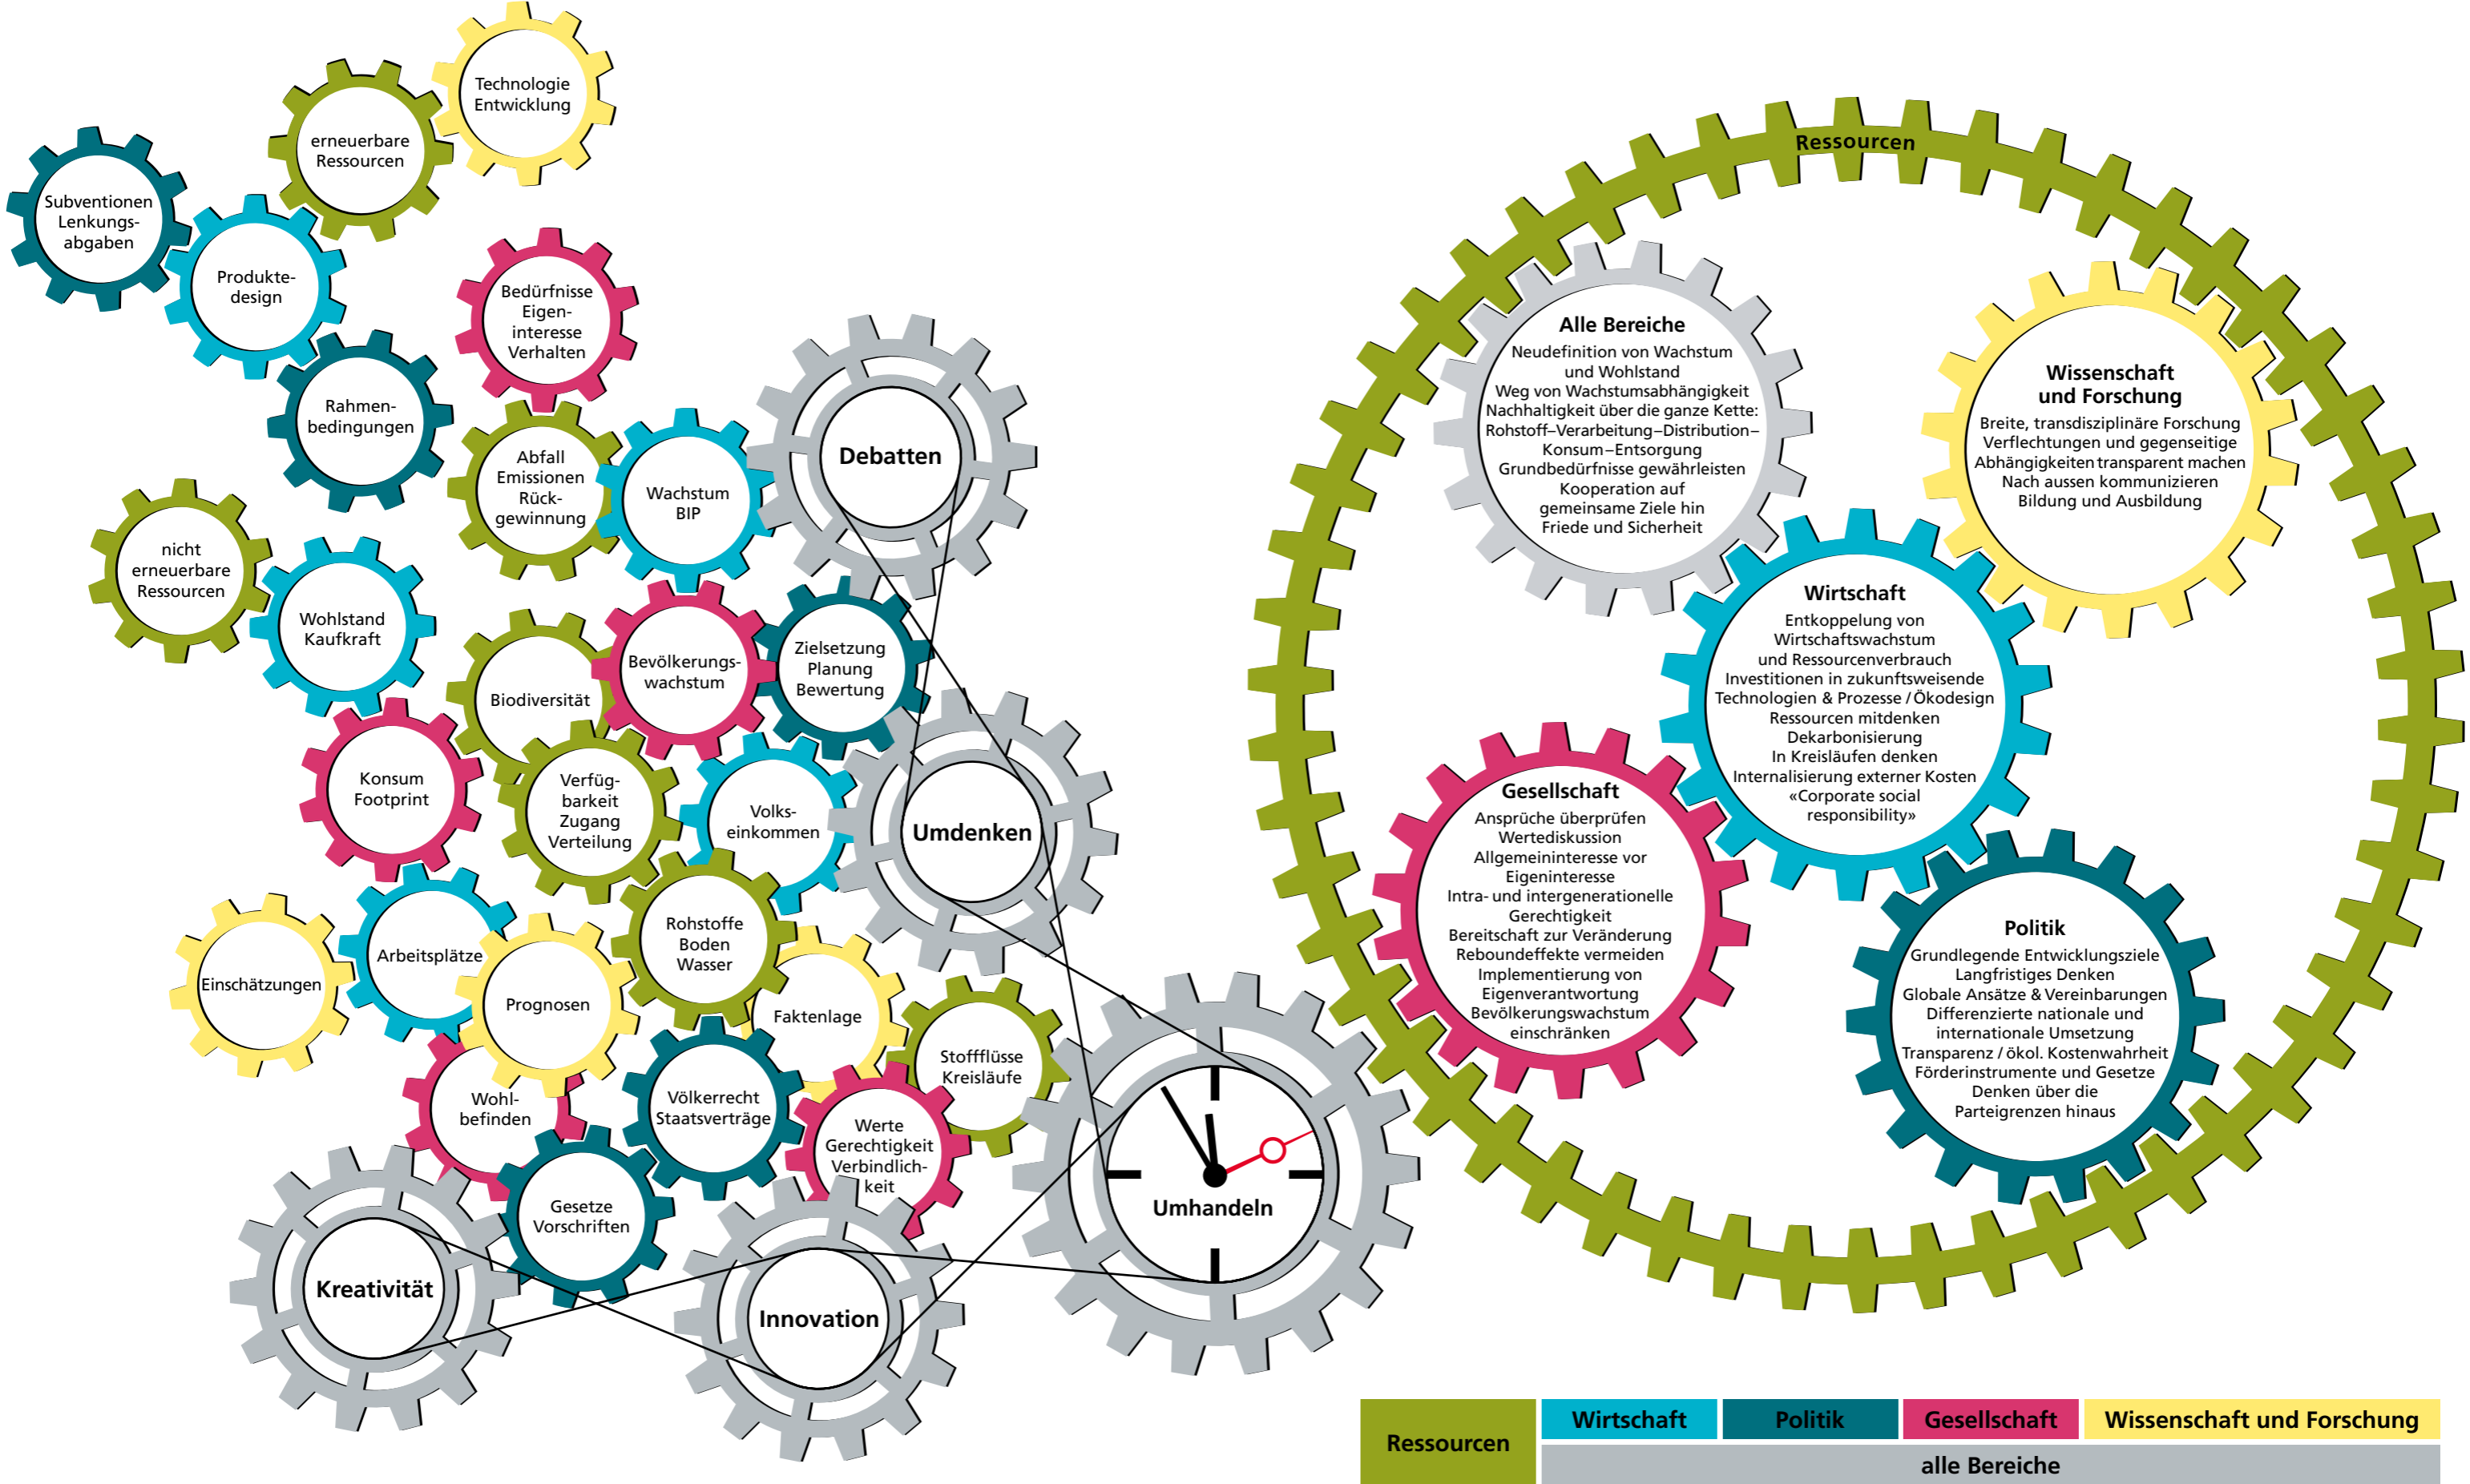 Technologie
Entwicklung
erneuerbare
Ressourcen
Subventionen
Lenkungs-
abgaben
Produkte-
design
Bedürfnisse
Eigen-
interesse
Verhalten
Rahmen-
bedingungen
Abfall
Emissionen
Rück-
gewinnung
Wachstum
BIP
Debatten
nicht
erneuerbare
Ressourcen
Wohlstand
Kaufkraft
Biodiversität
Bevölkerungs-
wachstum
Zielsetzung
Planung
Bewertung
Konsum
Footprint
Verfüg-
barkeit
Zugang
Verteilung
Volks-
einkommen
Umdenken
Einschätzungen
Arbeitsplätze
Prognosen
Rohstoffe
Boden
Wasser
Faktenlage
Stoffflüsse
Kreisläufe
Wohl-
befinden
Völkerrecht
Staatsverträge
Werte
Gerechtigkeit
Verbindlich-
keit
Gesetze
Vorschriften
Kreativität
Innovation
Umhandeln
Ressourcen
Alle Bereiche
Neudefinition von Wachstum
und Wohlstand
Weg von Wachstumsabhängigkeit
Nachhaltigkeit über die ganze Kette:
Rohstoff–Verarbeitung–Distribution–
Konsum–Entsorgung
Grundbedürfnisse gewährleisten
Kooperation auf
gemeinsame Ziele hin
Friede und Sicherheit
Wissenschaft
und Forschung
Breite, transdisziplinäre Forschung
Verflechtungen und gegenseitige
Abhängigkeiten transparent machen
Nach aussen kommunizieren
Bildung und Ausbildung
Wirtschaft
Entkoppelung von
Wirtschaftswachstum
und Ressourcenverbrauch
Investitionen in zukunftsweisende
Technologien & Prozesse / Ökodesign
Ressourcen mitdenken
Dekarbonisierung
In Kreisläufen denken
Internalisierung externer Kosten
«Corporate social
responsibility»
Gesellschaft
Ansprüche überprüfen
Wertediskussion
Allgemeininteresse vor
Eigeninteresse
Intra- und intergenerationelle
Gerechtigkeit
Bereitschaft zur Veränderung
Reboundeffekte vermeiden
Implementierung von
Eigenverantwortung
Bevölkerungswachstum
einschränken
Politik
Grundlegende Entwicklungsziele
Langfristiges Denken
Globale Ansätze & Vereinbarungen
Differenzierte nationale und
internationale Umsetzung
Transparenz / ökol. Kostenwahrheit
Förderinstrumente und Gesetze
Denken über die
Parteigrenzen hinaus
Ressourcen
Wirtschaft
Politik
Gesellschaft
Wissenschaft und Forschung
alle Bereiche